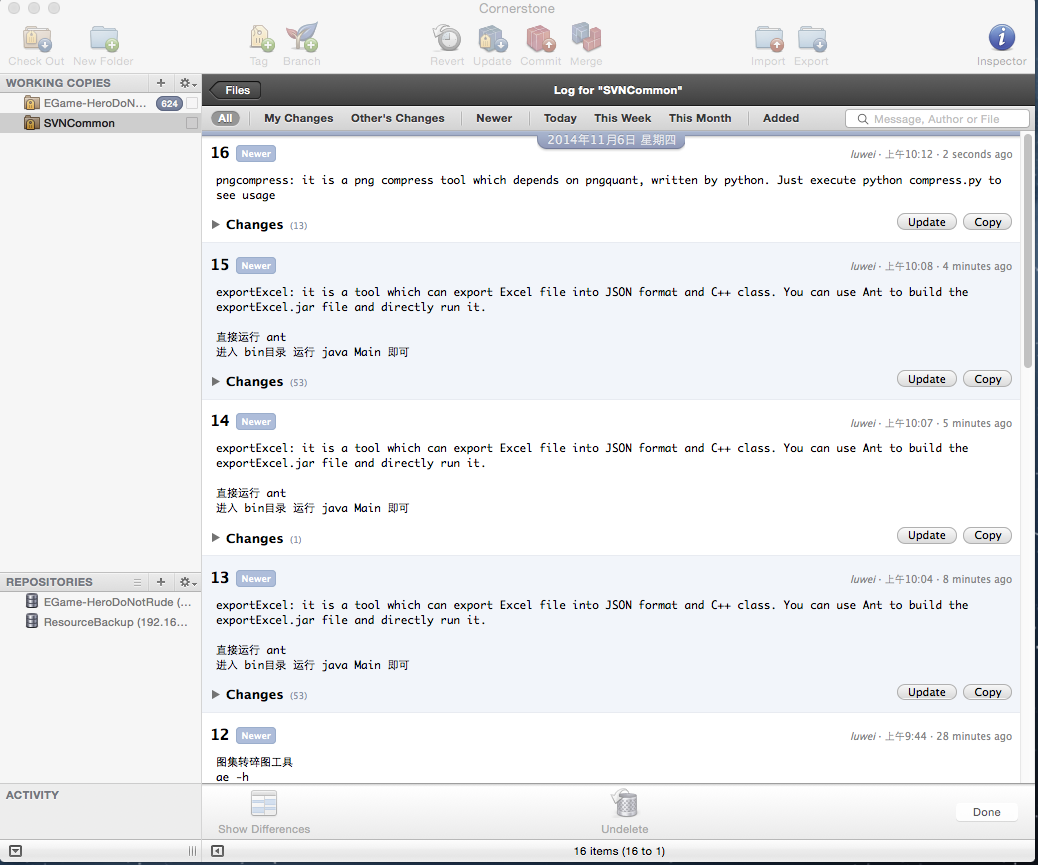 Cornerstone
Check Out New Folder Tag Branch Revert Update Commit Merge Import Export Inspector
WORKING COPIES
EGame-HeroDoN... 624
SVNCommon
Files
Log for "SVNCommon"
All My Changes Other's Changes Newer Today This Week This Month Added Message, Author or File
2014年11月6日 星期四
16 Newer luwei · 上午10:12 · 2 seconds ago
pngcompress: it is a png compress tool which depends on pngquant, written by python. Just execute python compress.py to
see usage
Changes (13) Update Copy
15 Newer luwei · 上午10:08 · 4 minutes ago
exportExcel: it is a tool which can export Excel file into JSON format and C++ class. You can use Ant to build the
exportExcel.jar file and directly run it.
直接运行 ant
进入 bin目录 运行 java Main 即可
Changes (53) Update Copy
14 Newer luwei · 上午10:07 · 5 minutes ago
exportExcel: it is a tool which can export Excel file into JSON format and C++ class. You can use Ant to build the
exportExcel.jar file and directly run it.
直接运行 ant
进入 bin目录 运行 java Main 即可
Changes (1) Update Copy
13 Newer luwei · 上午10:04 · 8 minutes ago
exportExcel: it is a tool which can export Excel file into JSON format and C++ class. You can use Ant to build the
exportExcel.jar file and directly run it.
直接运行 ant
进入 bin目录 运行 java Main 即可
Changes (53) Update Copy
12 Newer luwei · 上午9:44 · 28 minutes ago
图集转碎图工具
ae -h
REPOSITORIES
EGame-HeroDoNotRude (...
ResourceBackup (192.16...
ACTIVITY
Show Differences Undelete Done
16 items (16 to 1)